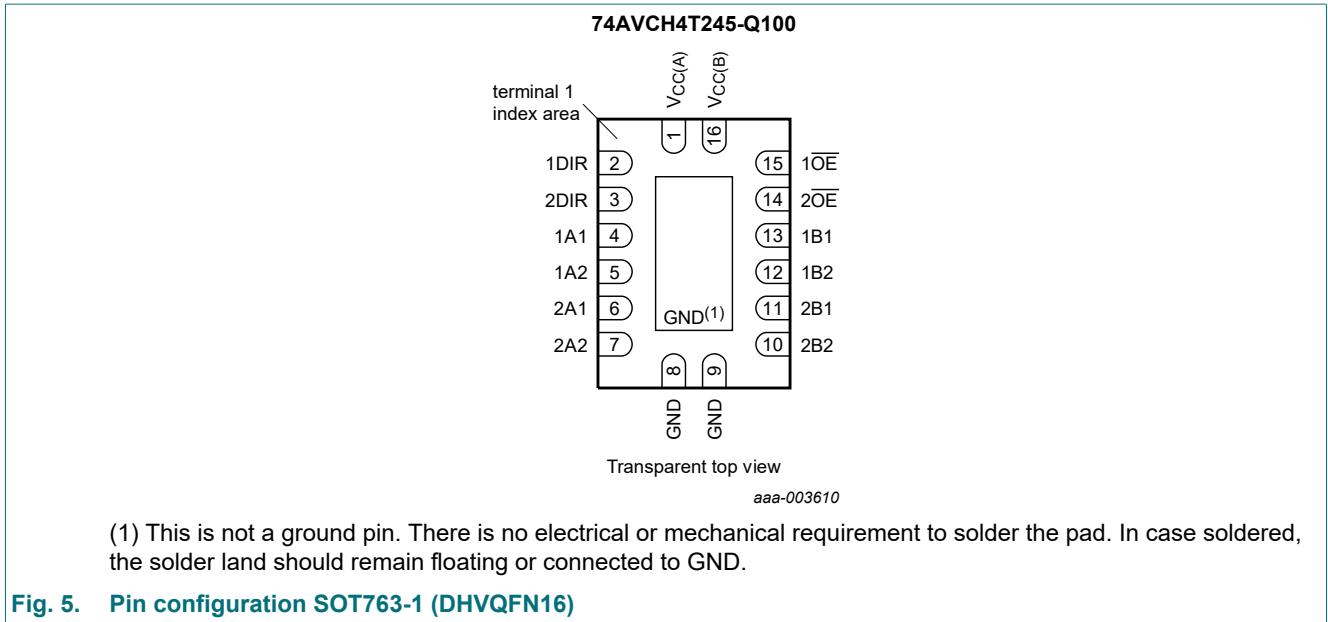 74AVCH4T245-Q100
terminal 1
index area
VCC(A)
VCC(B)
1
16
1DIR 2
15 1OE
2DIR 3
14 2OE
1A1 4
13 1B1
1A2 5
12 1B2
2A1 6
11 2B1
GND(1)
2A2 7
10 2B2
8
9
GND
GND
Transparent top view
aaa-003610
(1) This is not a ground pin. There is no electrical or mechanical requirement to solder the pad. In case soldered,
the solder land should remain floating or connected to GND.
Fig. 5. Pin configuration SOT763-1 (DHVQFN16)